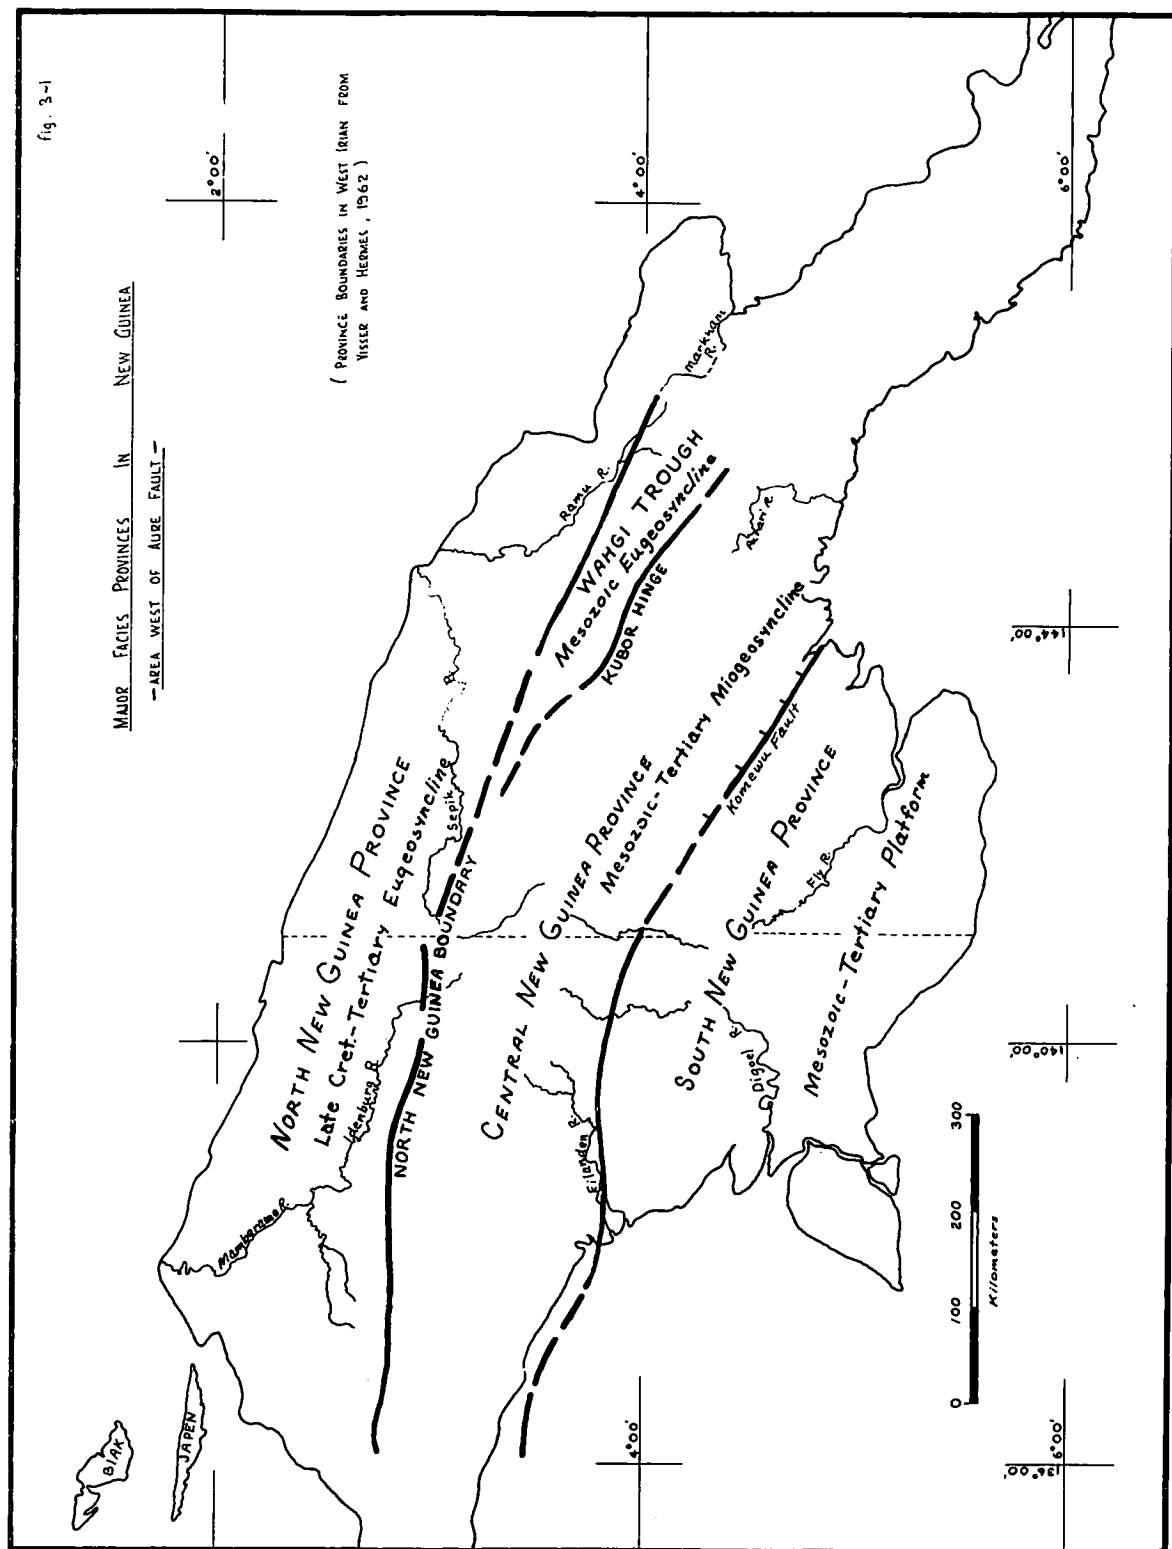 Fig. 3-1
MAJOR FACIES PROVINCES IN NEW GUINEA
— AREA WEST OF AURE FAULT —
( PROVINCE BOUNDARIES IN WEST IRIAN FROM
VISSER AND HERMES, 1962 )
BIAK
JAPEN
2°00'
Mamberamo R.
NORTH NEW GUINEA PROVINCE
Late Cret.-Tertiary Eugeosyncline
Idenburg R.
Sepik
R.
Ramu R.
NORTH NEW GUINEA BOUNDARY
WAHGI TROUGH
Mesozoic Eugeosyncline
Markham
R.
KUBOR HINGE
4°00'
4°00'
CENTRAL NEW GUINEA PROVINCE
Mesozoic-Tertiary Miogeosyncline
Purari R.
Eilanden
R.
Komewu Fault
SOUTH NEW GUINEA PROVINCE
Digoel R.
Fly R.
Mesozoic-Tertiary Platform
0 100 200 300
Kilometers
6°00'
6°00'
136°00'
140°00'
144°00'